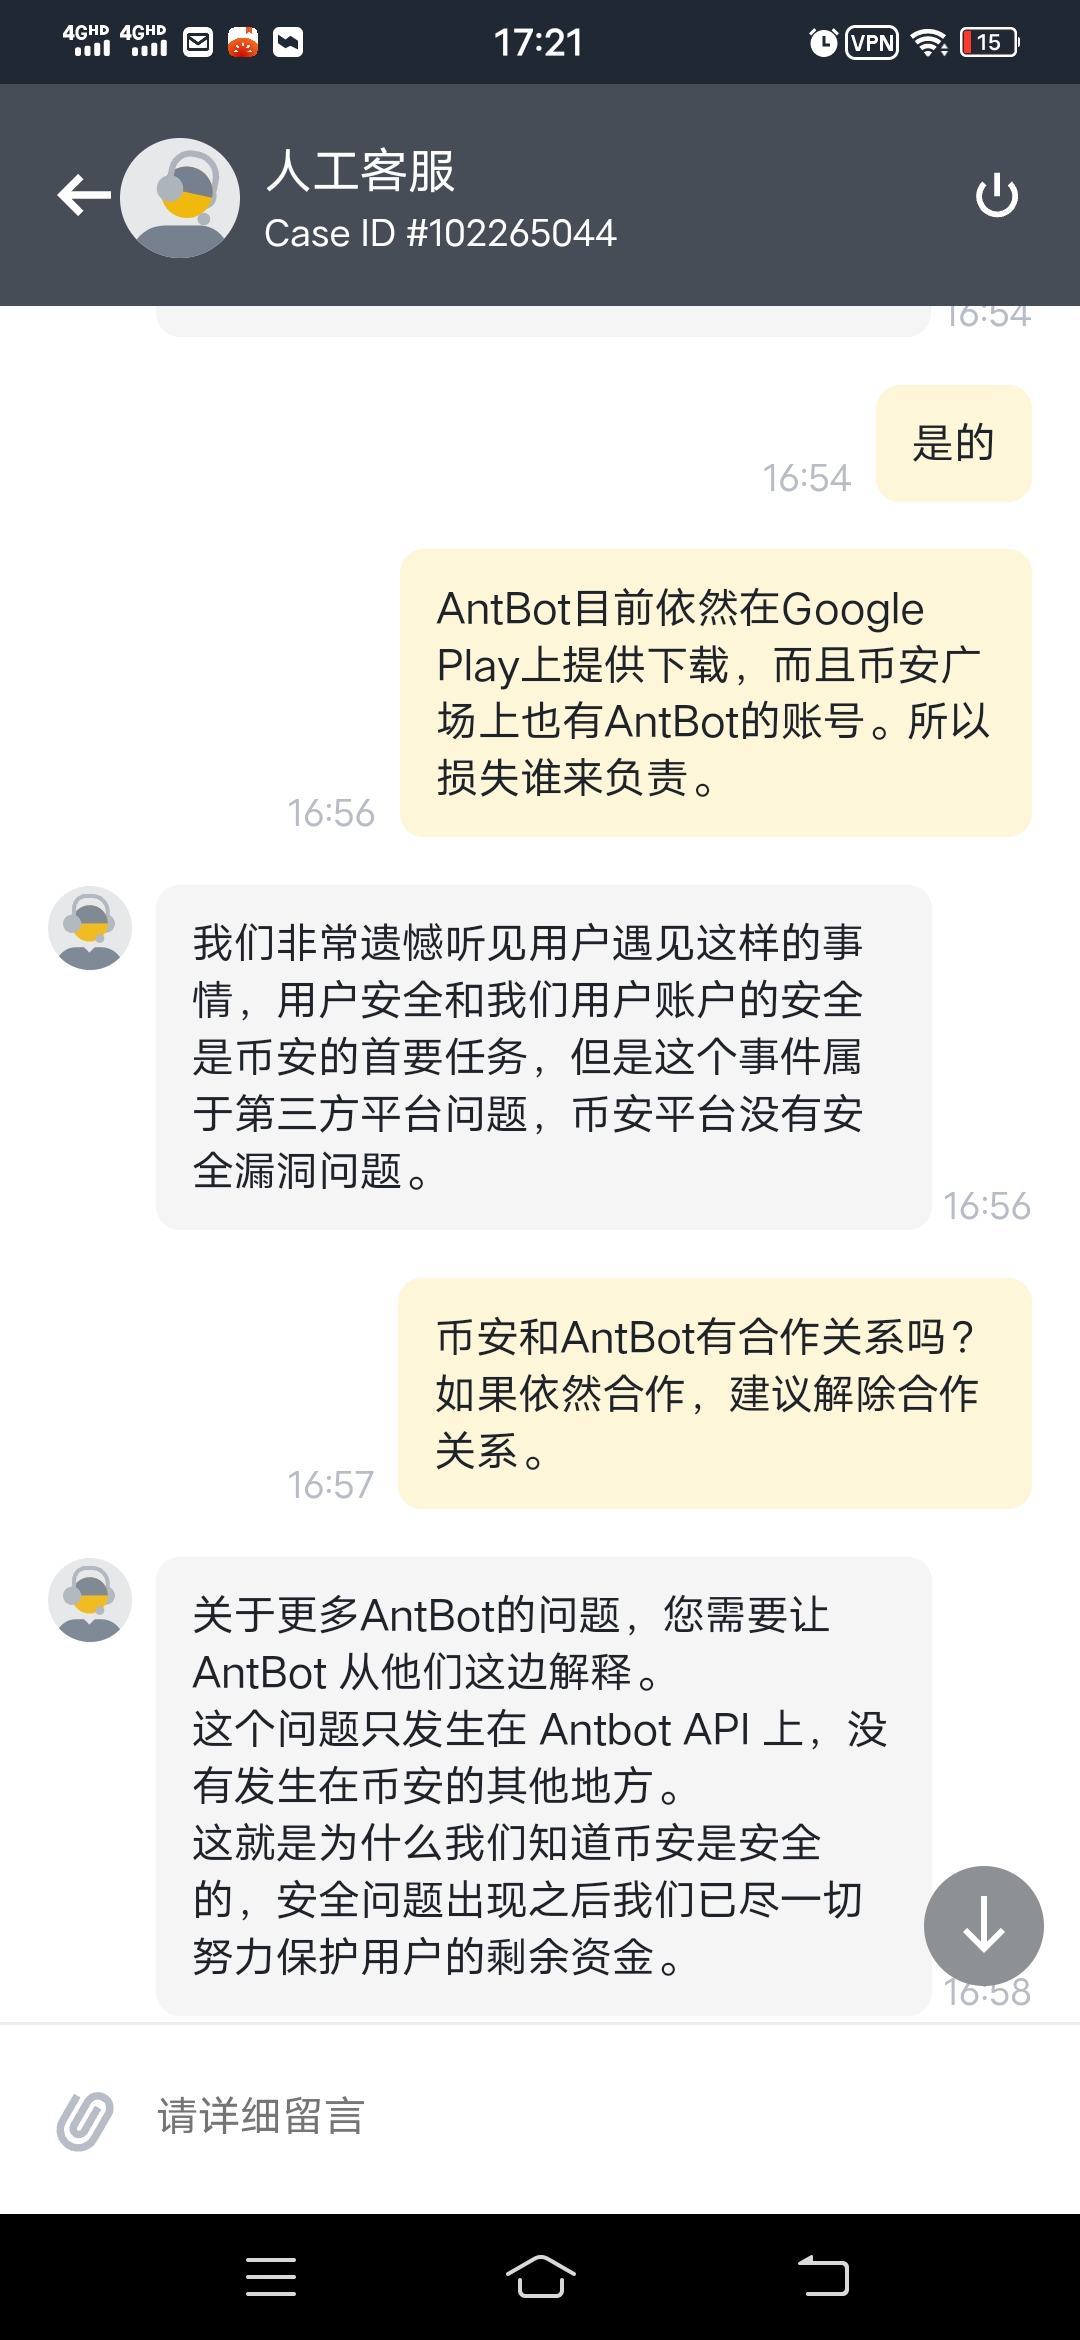 4GHD 4GHD 17:21 VPN 15
人工客服
Case ID #102265044
16:54
是的
16:54
AntBot目前依然在Google
Play上提供下载，而且币安广
场上也有AntBot的账号。所以
损失谁来负责。
16:56
我们非常遗憾听见用户遇见这样的事
情，用户安全和我们用户账户的安全
是币安的首要任务，但是这个事件属
于第三方平台问题，币安平台没有安
全漏洞问题。
16:56
币安和AntBot有合作关系吗？
如果依然合作，建议解除合作
关系。
16:57
关于更多AntBot的问题，您需要让
AntBot 从他们这边解释。
这个问题只发生在 Antbot API 上，没
有发生在币安的其他地方。
这就是为什么我们知道币安是安全
的，安全问题出现之后我们已尽一切
努力保护用户的剩余资金。
16:58
请详细留言